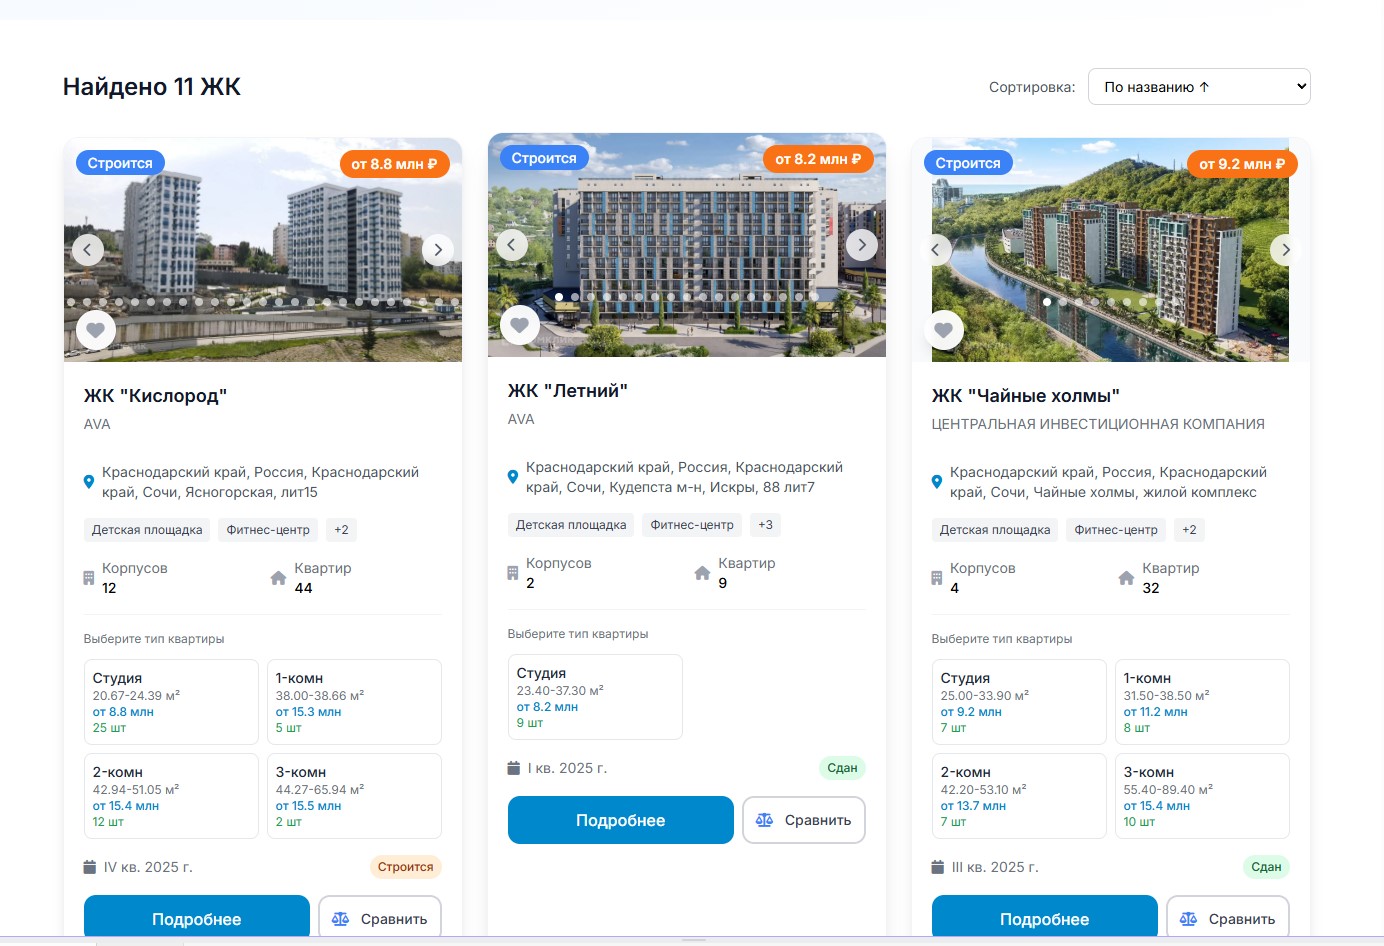 Найдено 11 ЖК
Сортировка:
По названию ↑
Строится
от 8.8 млн ₽
ЖК "Кислород"
AVA
Краснодарский край, Россия, Краснодарский
край, Сочи, Ясногорская, лит15
Детская площадка
Фитнес-центр
+2
Корпусов
12
Квартир
44
Выберите тип квартиры
Студия
20.67-24.39 м²
от 8.8 млн
25 шт
1-комн
38.00-38.66 м²
от 15.3 млн
5 шт
2-комн
42.94-51.05 м²
от 15.4 млн
12 шт
3-комн
44.27-65.94 м²
от 15.5 млн
2 шт
IV кв. 2025 г.
Строится
Подробнее
Сравнить
Строится
от 8.2 млн ₽
ЖК "Летний"
AVA
Краснодарский край, Россия, Краснодарский
край, Сочи, Кудепста м-н, Искры, 88 лит7
Детская площадка
Фитнес-центр
+3
Корпусов
2
Квартир
9
Выберите тип квартиры
Студия
23.40-37.30 м²
от 8.2 млн
9 шт
I кв. 2025 г.
Сдан
Подробнее
Сравнить
Строится
от 9.2 млн ₽
ЖК "Чайные холмы"
ЦЕНТРАЛЬНАЯ ИНВЕСТИЦИОННАЯ КОМПАНИЯ
Краснодарский край, Россия, Краснодарский
край, Сочи, Чайные холмы, жилой комплекс
Детская площадка
Фитнес-центр
+2
Корпусов
4
Квартир
32
Выберите тип квартиры
Студия
25.00-33.90 м²
от 9.2 млн
7 шт
1-комн
31.50-38.50 м²
от 11.2 млн
8 шт
2-комн
42.20-53.10 м²
от 13.7 млн
7 шт
3-комн
55.40-89.40 м²
от 15.4 млн
10 шт
III кв. 2025 г.
Сдан
Подробнее
Сравнить